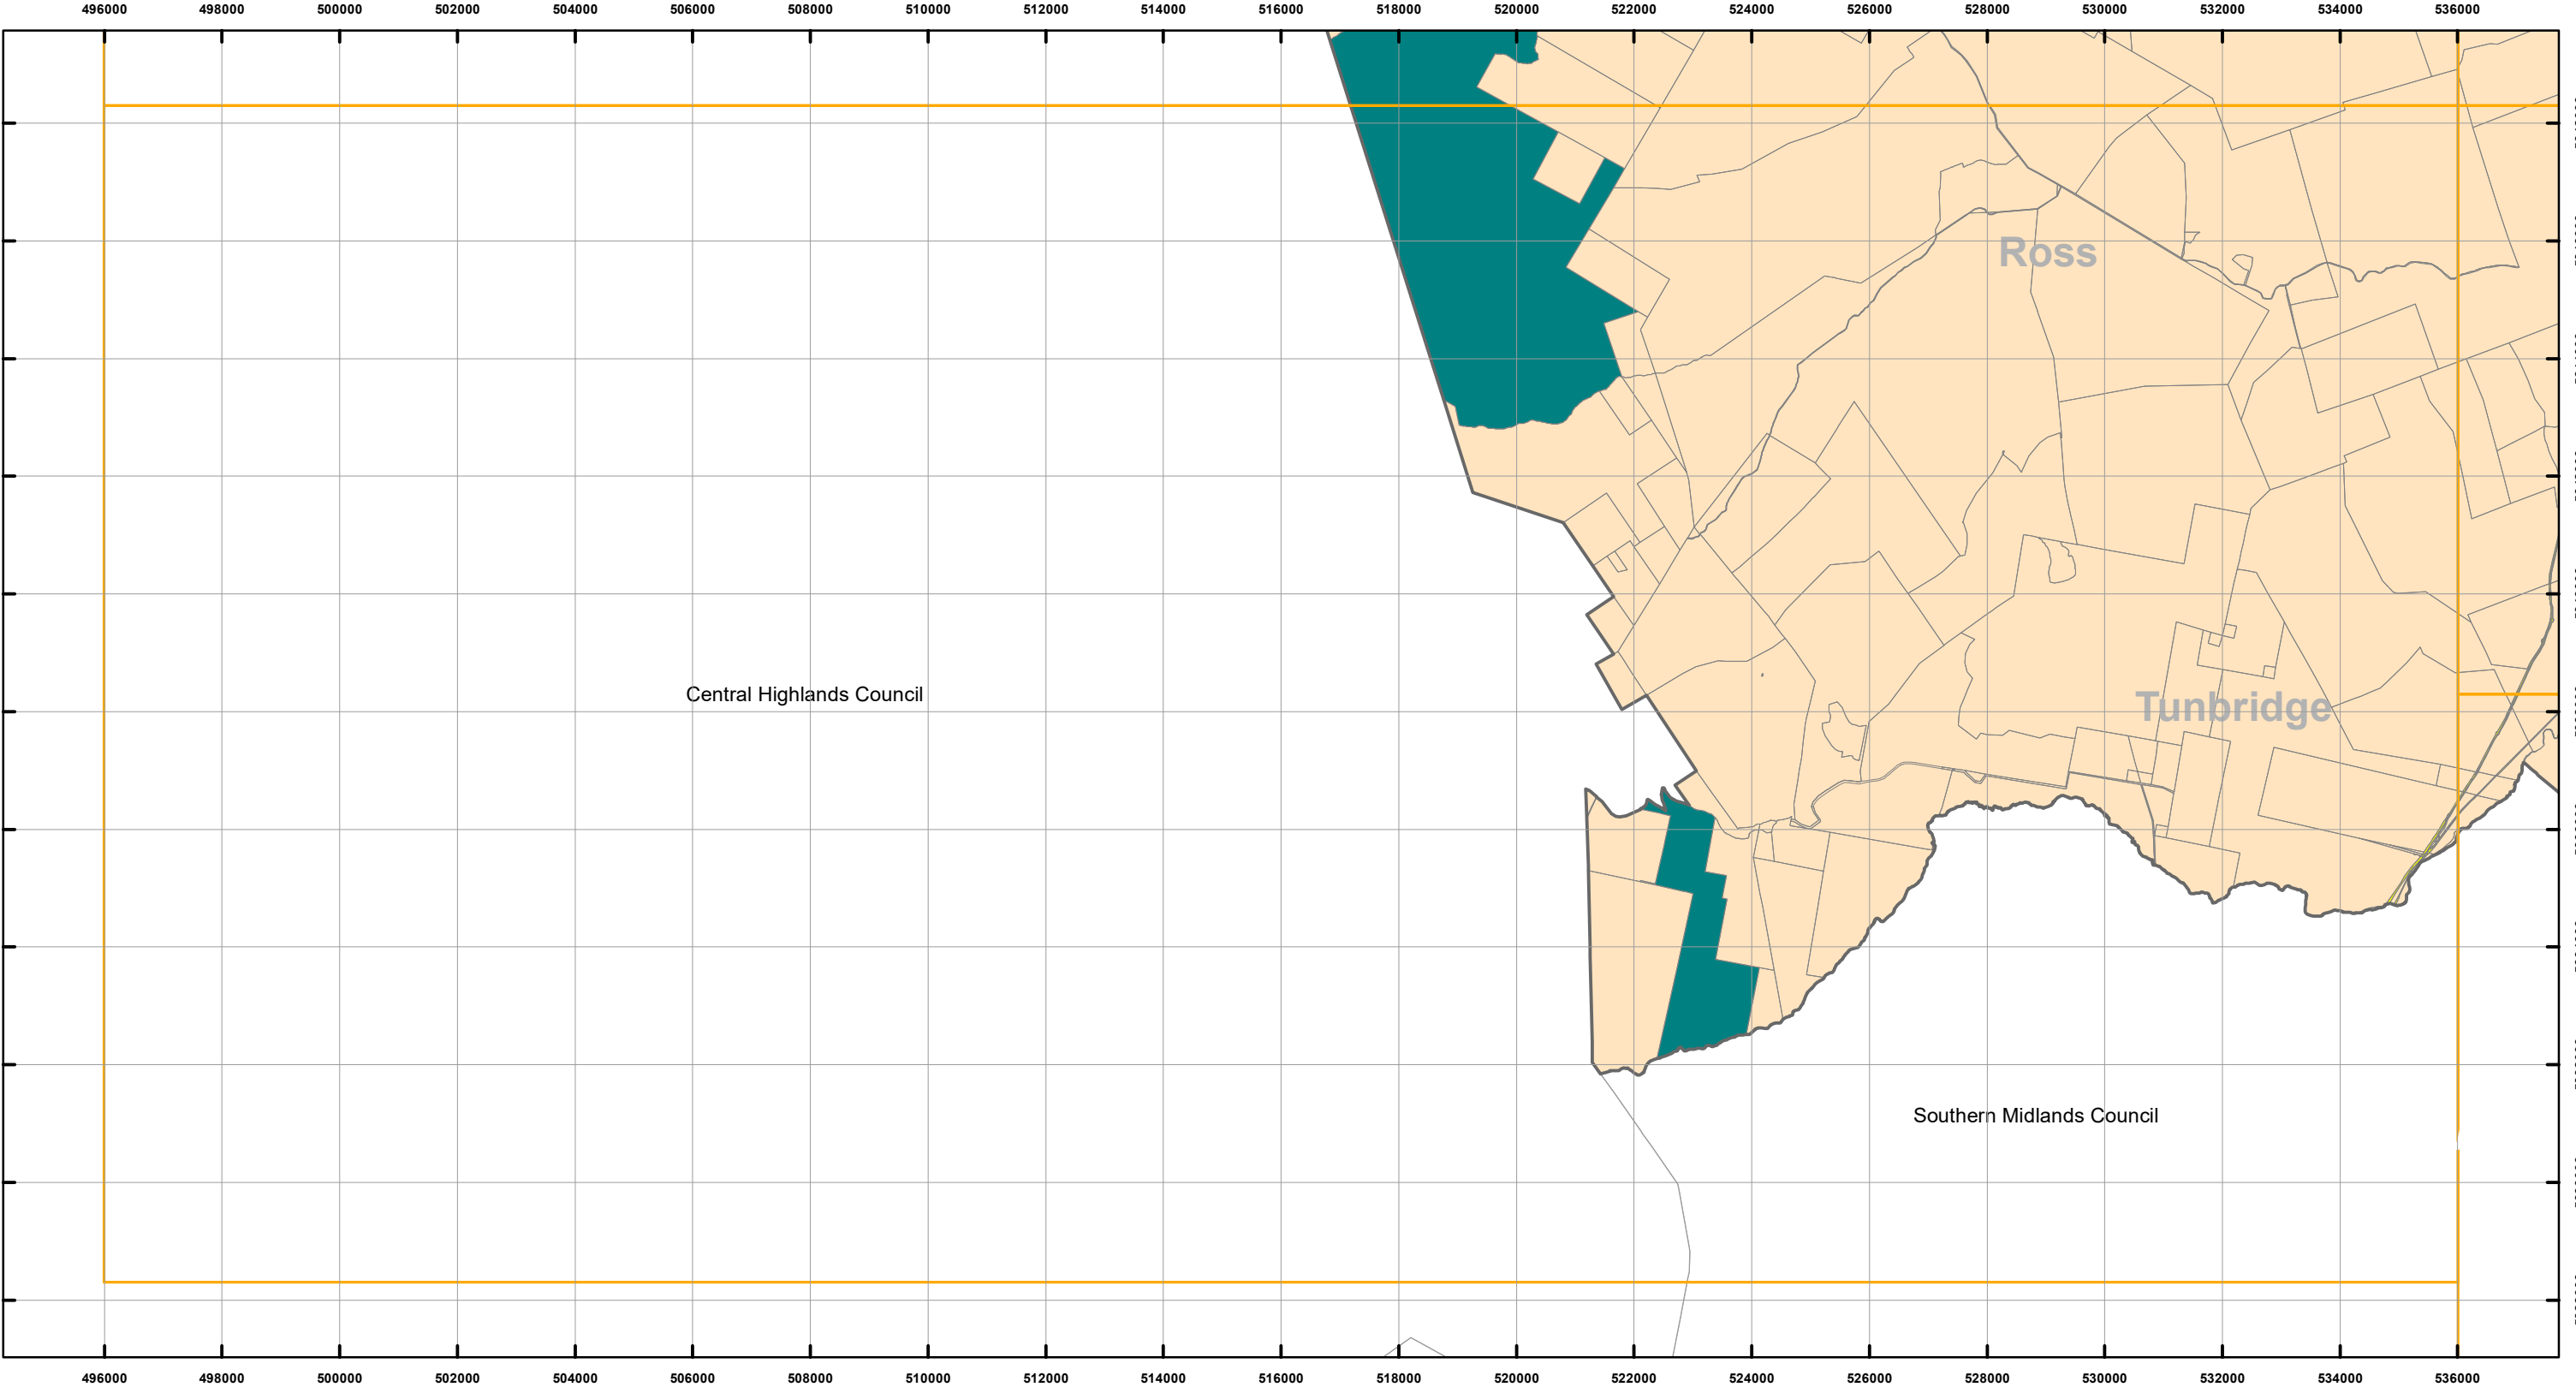 496000 498000 500000 502000 504000 506000 508000 510000 512000 514000 516000 518000 520000 522000 524000 526000 528000 530000 532000 534000 536000
Ross
Central Highlands Council
Tunbridge
Southern Midlands Council
496000 498000 500000 502000 504000 506000 508000 510000 512000 514000 516000 518000 520000 522000 524000 526000 528000 530000 532000 534000 536000